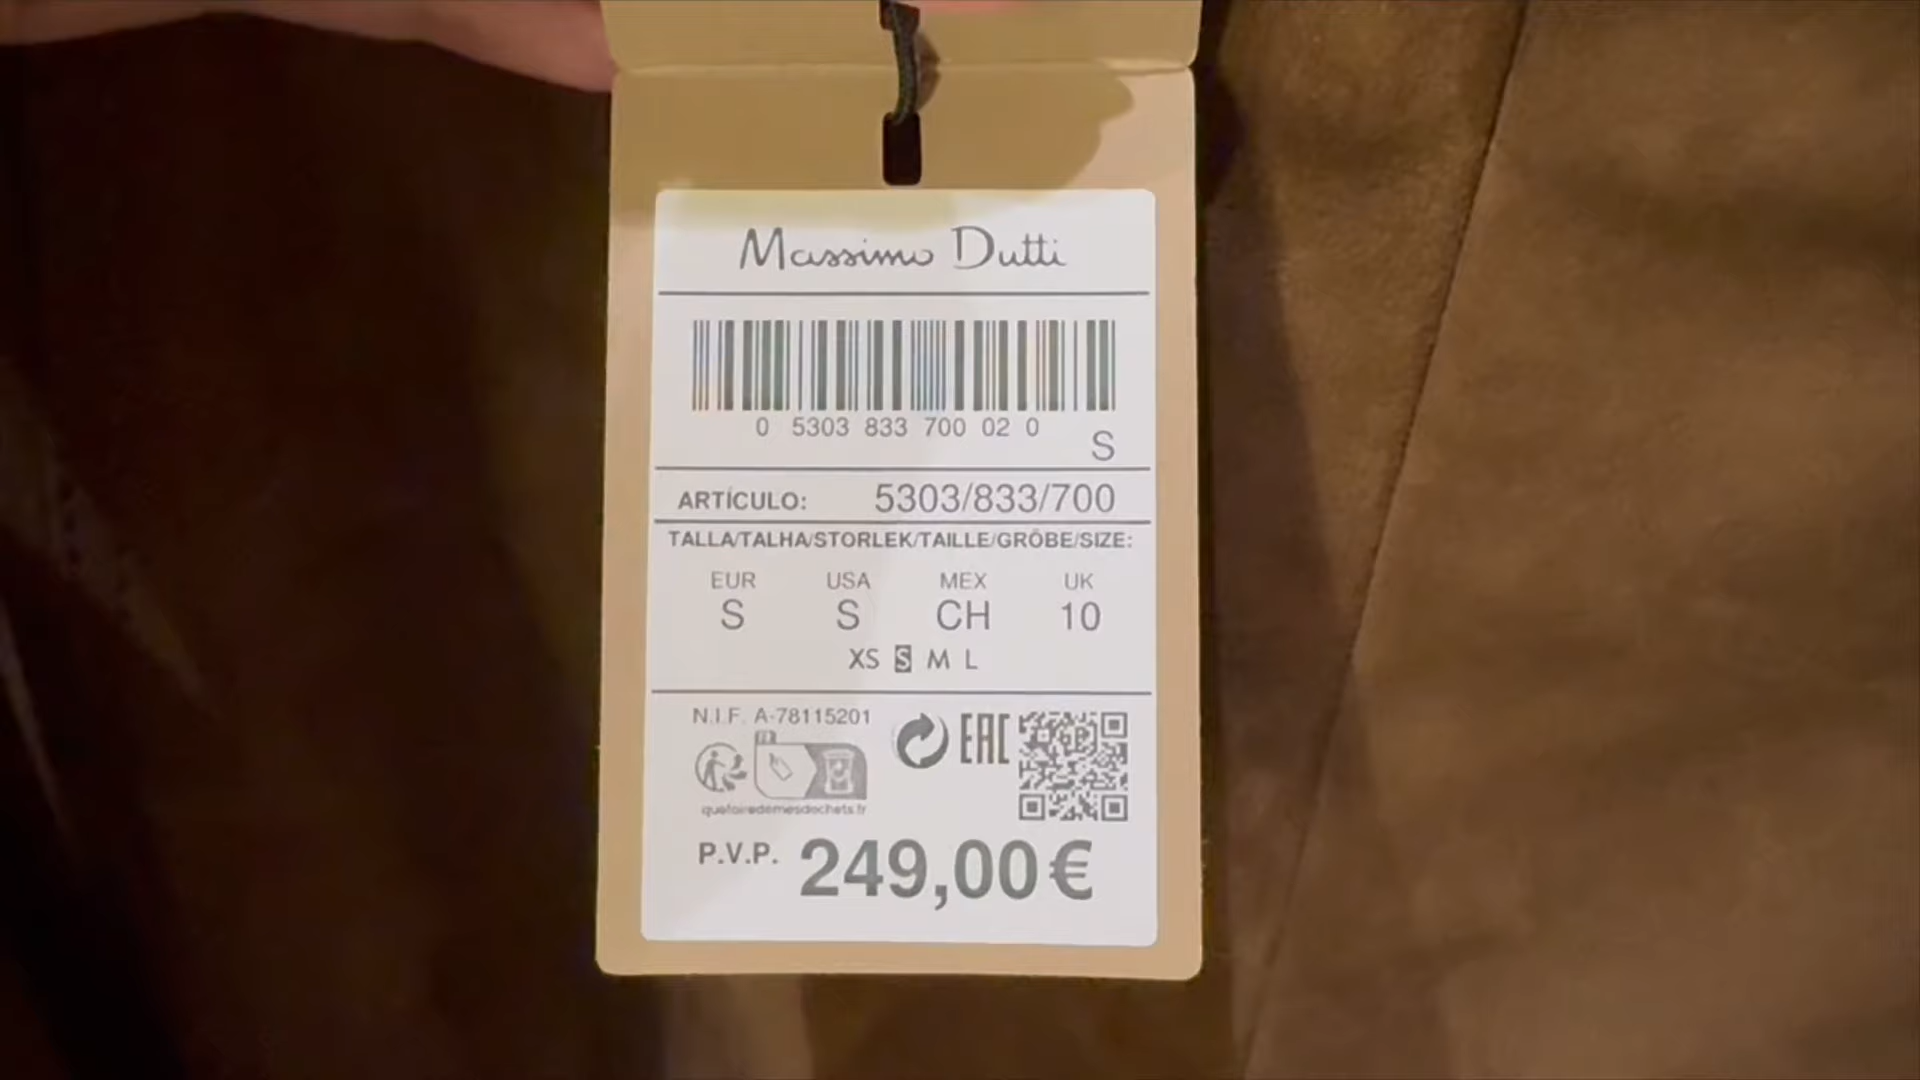 Massimo Dutti
0 5303 833 700 02 0
S
ARTÍCULO: 5303/833/700
TALLA/TALHA/STORLEK/TAILLE/GRÖBE/SIZE:
EUR USA MEX UK
S S CH 10
XS S M L
N.I.F. A-78115201
EAC
quefairedemesdechets.fr
P.V.P. 249,00€